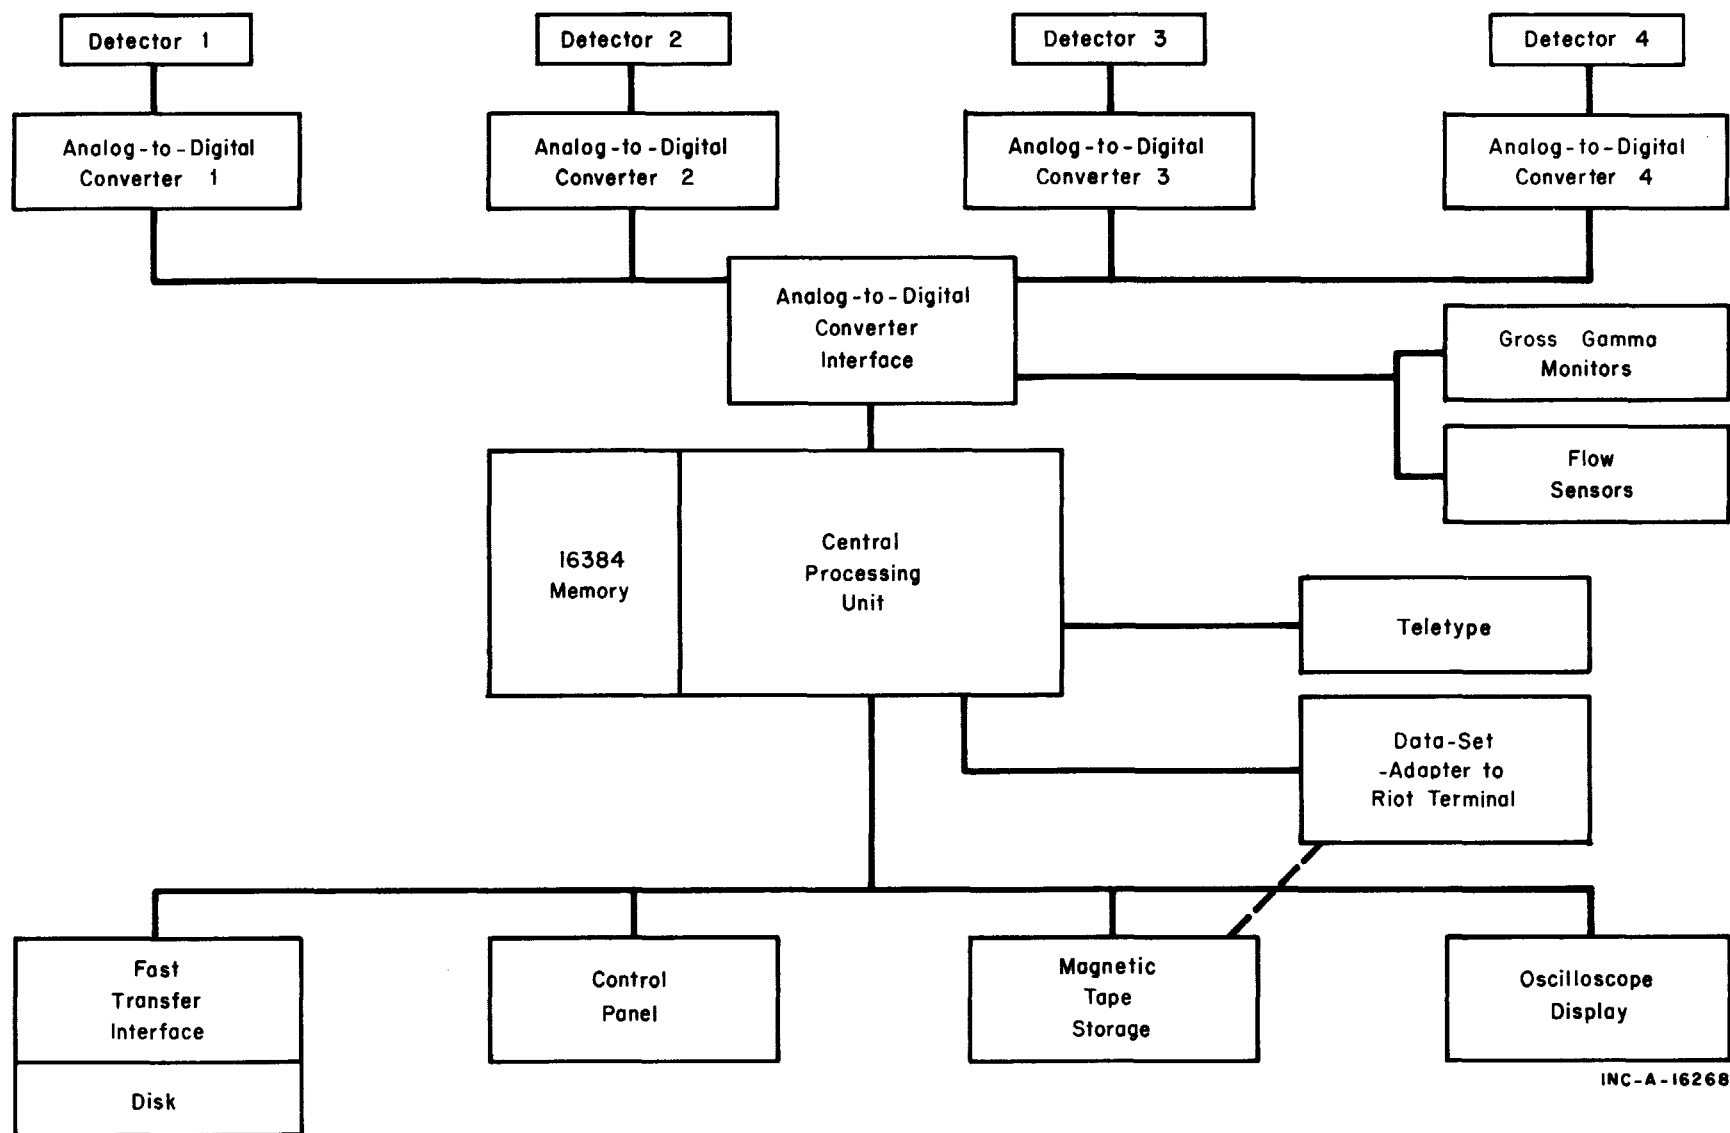 Detector 1
Detector 2
Detector 3
Detector 4
Analog-to-Digital
Converter 1
Analog-to-Digital
Converter 2
Analog-to-Digital
Converter 3
Analog-to-Digital
Converter 4
Analog-to-Digital
Converter
Interface
Gross Gamma
Monitors
Flow
Sensors
16384
Memory
Central
Processing
Unit
Teletype
Data-Set
-Adapter to
Riot Terminal
Fast
Transfer
Interface
Disk
Control
Panel
Magnetic
Tape
Storage
Oscilloscope
Display
INC-A-16268